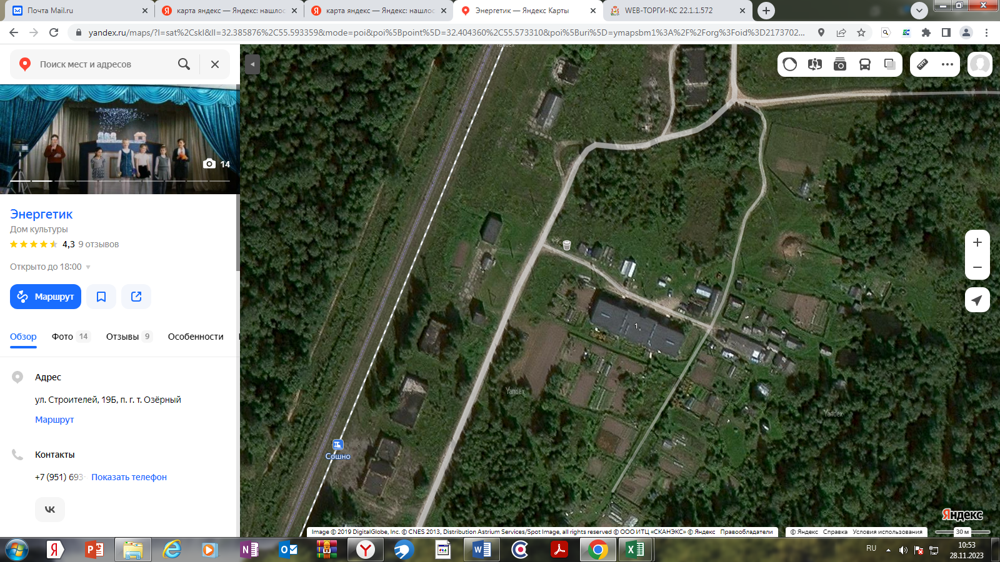 Почта Mail.ru
карта яндекс — Яндекс: нашлос
карта яндекс — Яндекс: нашлос
Энергетик — Яндекс Карты
WEB-ТОРГИ-КС 22.1.1.572
yandex.ru/maps/?l=sat%2Cskl&ll=32.385876%2C55.593359&mode=poi&poi%5Bpoint%5D=32.404360%2C55.573310&poi%5Buri%5D=ymapsbm1%3A%2F%2Forg%3Foid%3D2173702...
Поиск мест и адресов
14
Энергетик
Дом культуры
4,3 9 отзывов
Открыто до 18:00
Маршрут
Обзор
Фото 14
Отзывы 9
Особенности
Адрес
ул. Строителей, 19Б, п. г. т. Озёрный
Маршрут
Контакты
+7 (951) 693
Показать телефон
Yandex
1
Yandex
Yandex
Сошно
Яндекс
Image © 2019 DigitalGlobe, Inc. © CNES 2013, Distribution Astrium Services/Spot Image, all rights reserved © ООО ИТЦ «СКАНЭКС» © Яндекс Правообладатели
© Яндекс Справка Условия использования
30 м
RU
10:53
28.11.2023